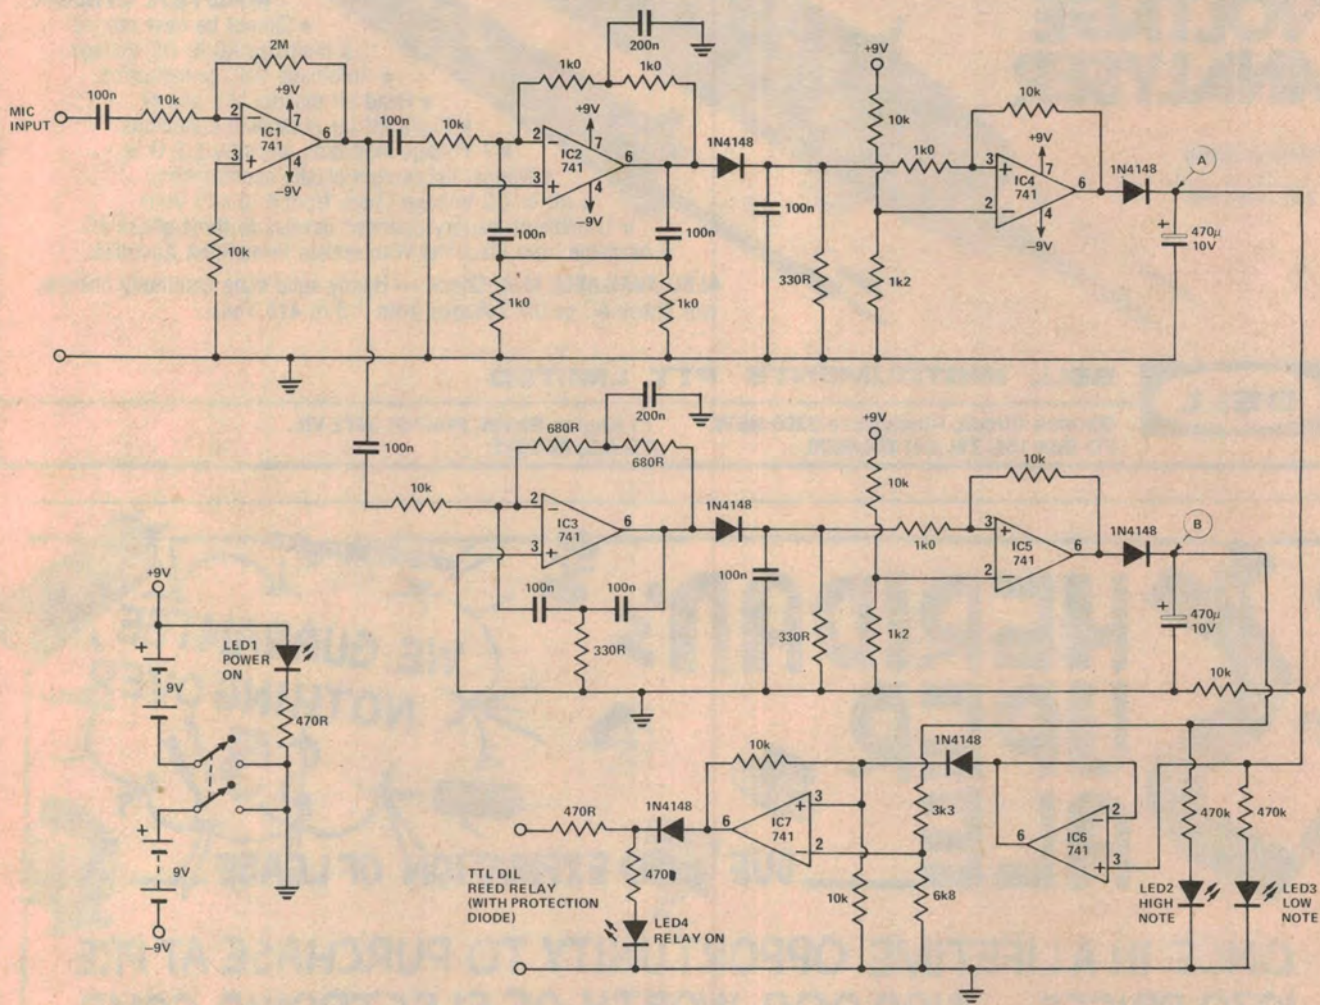 200n
2M
1k0
1k0
+9V
100n
10k
+9V
100n
10k
+9V
10k
10k
MIC
INPUT
2
IC1
741
7
6
3
4
-9V
2
IC2
741
7
6
3
4
-9V
1N4148
1k0
+9V
3
IC4
741
7
6
2
4
-9V
1N4148
A
10k
100n
100n
100n
330R
1k2
+
470µ
10V
1k0
1k0
200n
+9V
680R
680R
100n
10k
10k
10k
2
IC3
741
6
3
1N4148
1k0
3
IC5
741
6
2
1N4148
B
100n
100n
100n
330R
330R
1k2
+
470µ
10V
10k
+9V
+
9V
LED1
POWER
ON
470R
+
9V
-9V
10k
1N4148
470R
1N4148
6
IC7
741
3
2
3k3
6
IC6
741
2
3
470k
470k
TTL DIL
REED RELAY
(WITH PROTECTION
DIODE)
10k
6k8
LED4
RELAY ON
LED2
HIGH
NOTE
LED3
LOW
NOTE